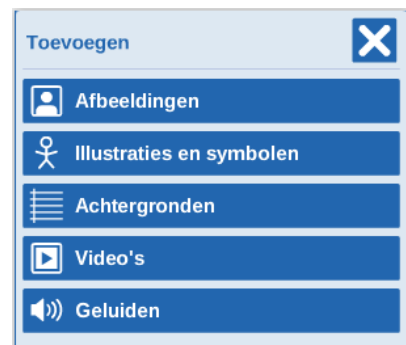 Toevoegen
Afbeeldingen
Illustraties en symbolen
Achtergronden
Video's
Geluiden